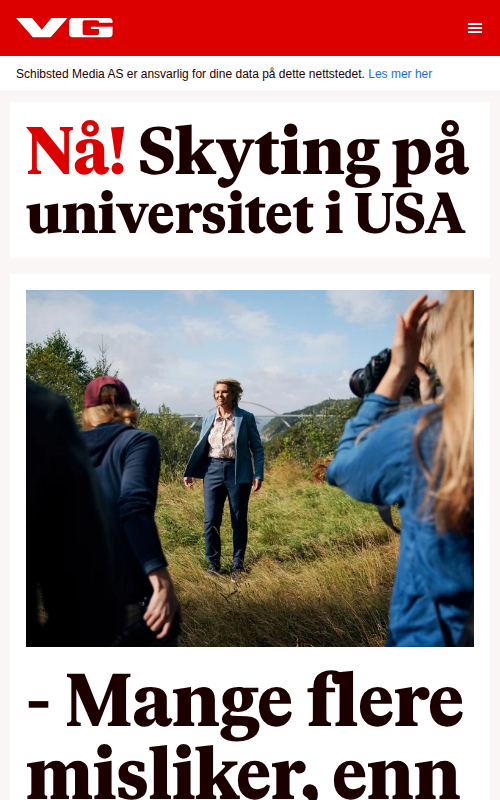 VG
Schibsted Media AS er ansvarlig for dine data på dette nettstedet. Les mer her
Nå! Skyting på
universitet i USA
- Mange flere
misliker, enn